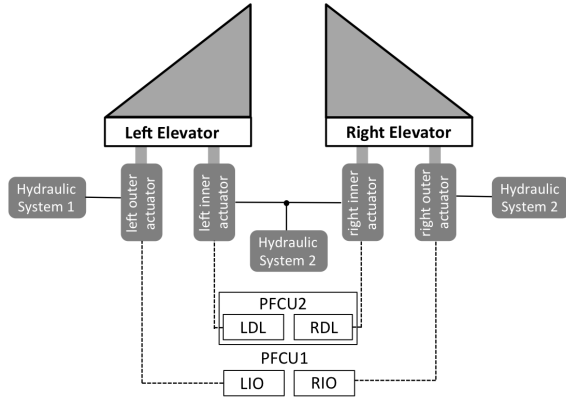 Left Elevator
Right Elevator
Hydraulic
System 1
left outer
actuator
left inner
actuator
Hydraulic
System 2
right inner
actuator
right outer
actuator
Hydraulic
System 2
PFCU2
LDL
RDL
PFCU1
LIO
RIO